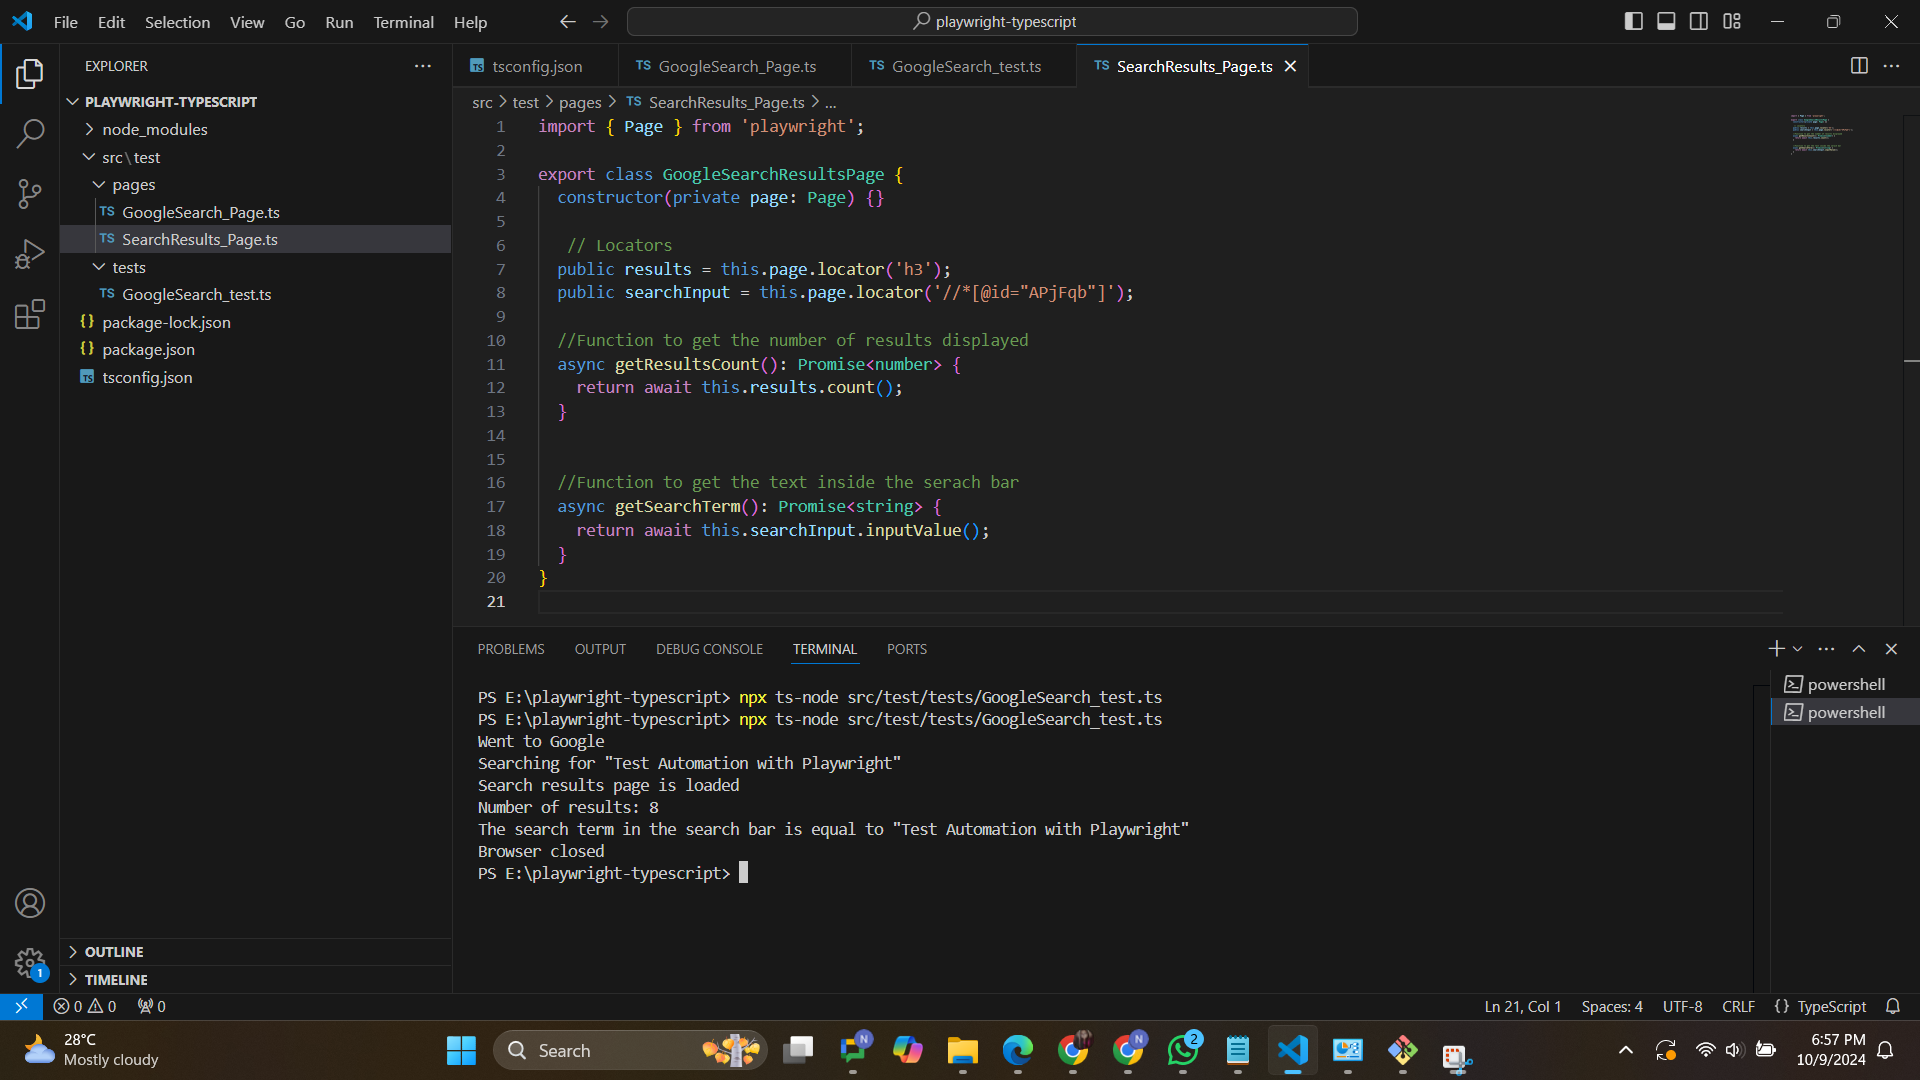 File Edit Selection View Go Run Terminal Help
playwright-typescript
EXPLORER
PLAYWRIGHT-TYPESCRIPT
node_modules
src\test
pages
TS GoogleSearch_Page.ts
TS SearchResults_Page.ts
tests
TS GoogleSearch_test.ts
{} package-lock.json
{} package.json
TS tsconfig.json
OUTLINE
TIMELINE
TS tsconfig.json
TS GoogleSearch_Page.ts
TS GoogleSearch_test.ts
TS SearchResults_Page.ts
src > test > pages > TS SearchResults_Page.ts > ...
1 import { Page } from 'playwright';
2
3 export class GoogleSearchResultsPage {
4 constructor(private page: Page) {}
5
6 // Locators
7 public results = this.page.locator('h3');
8 public searchInput = this.page.locator('//*[@id="APjFqb"]');
9
10 //Function to get the number of results displayed
11 async getResultsCount(): Promise<number> {
12 return await this.results.count();
13 }
14
15
16 //Function to get the text inside the serach bar
17 async getSearchTerm(): Promise<string> {
18 return await this.searchInput.inputValue();
19 }
20 }
21
PROBLEMS OUTPUT DEBUG CONSOLE TERMINAL PORTS
PS E:\playwright-typescript> npx ts-node src/test/tests/GoogleSearch_test.ts
PS E:\playwright-typescript> npx ts-node src/test/tests/GoogleSearch_test.ts
Went to Google
Searching for "Test Automation with Playwright"
Search results page is loaded
Number of results: 8
The search term in the search bar is equal to "Test Automation with Playwright"
Browser closed
PS E:\playwright-typescript>
powershell
powershell
1
0 0 0
Ln 21, Col 1 Spaces: 4 UTF-8 CRLF {} TypeScript
28°C
Mostly cloudy
Search
N
N
2
6:57 PM
10/9/2024